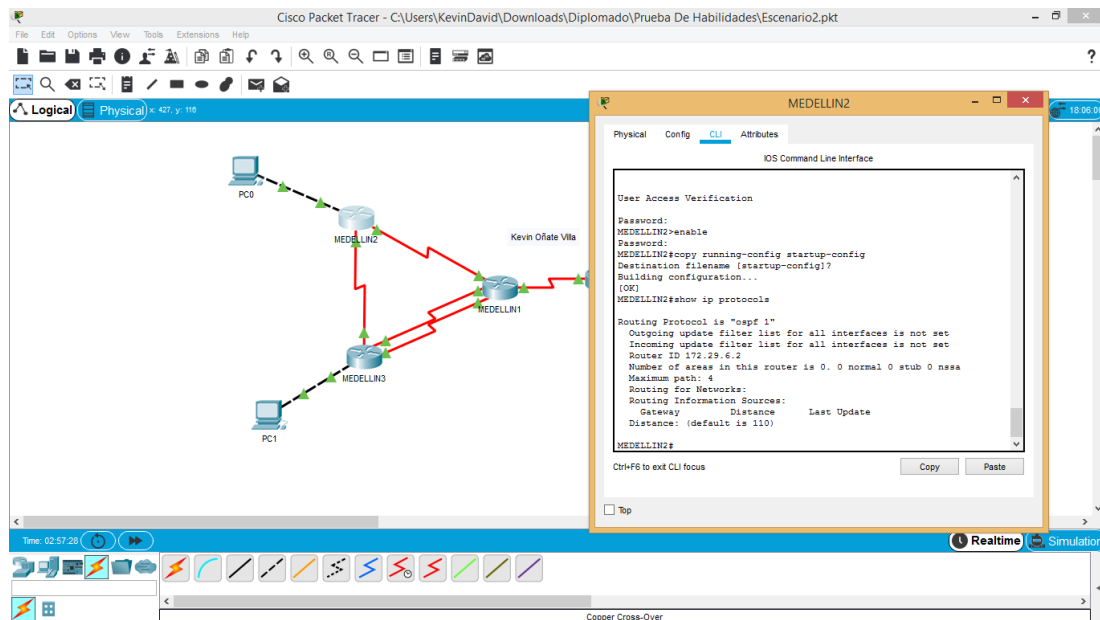 Cisco Packet Tracer - C:\Users\KevinDavid\Downloads\Diplomado\Prueba De Habilidades\Escenario2.pkt
File Edit Options View Tools Extensions Help
?
Logical Physical x: 427, y: 116
18:06:00
PC0
MEDELLIN2
Kevin Oñate Villa
MEDELLIN1
MEDELLIN3
PC1
MEDELLIN2
Physical Config CLI Attributes
IOS Command Line Interface
User Access Verification
Password:
MEDELLIN2>enable
Password:
MEDELLIN2#copy running-config startup-config
Destination filename [startup-config]?
Building configuration...
[OK]
MEDELLIN2#show ip protocols
Routing Protocol is "ospf 1"
Outgoing update filter list for all interfaces is not set
Incoming update filter list for all interfaces is not set
Router ID 172.29.6.2
Number of areas in this router is 0. 0 normal 0 stub 0 nssa
Maximum path: 4
Routing for Networks:
Routing Information Sources:
Gateway Distance Last Update
Distance: (default is 110)
MEDELLIN2#
Ctrl+F6 to exit CLI focus
Copy Paste
Top
Time: 02:57:28
Realtime Simulation
Copper Cross-Over